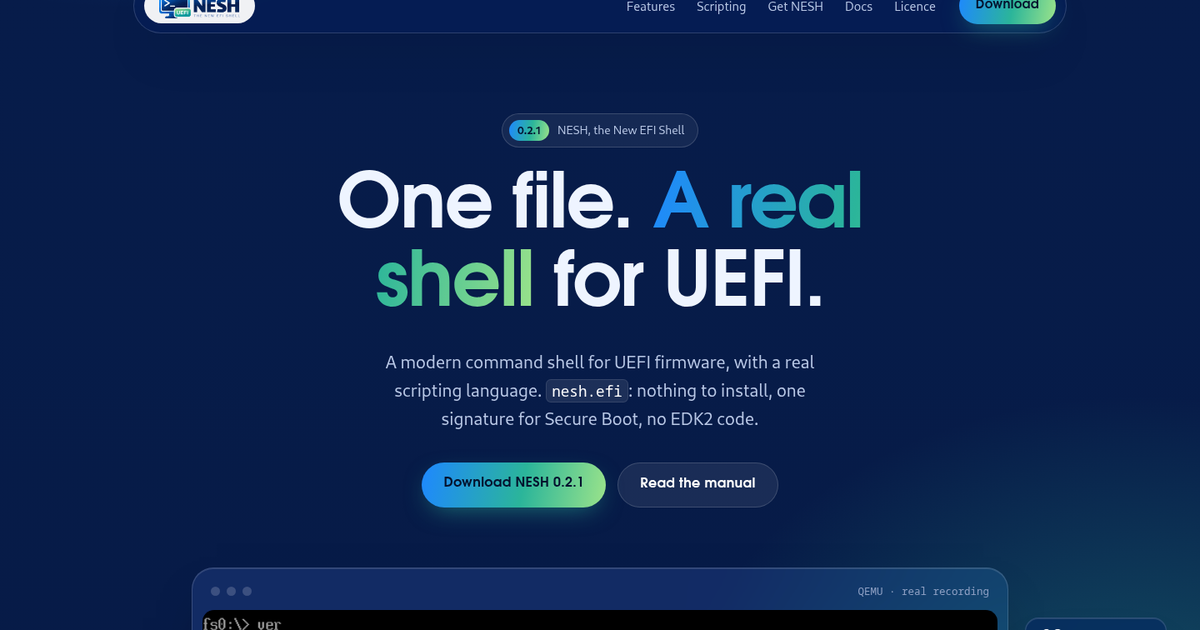 NESH
THE NEW EFI SHELL
UEFI
Features Scripting Get NESH Docs Licence Download
0.2.1 NESH, the New EFI Shell
One file. A real
shell for UEFI.
A modern command shell for UEFI firmware, with a real
scripting language. nesh.efi: nothing to install, one
signature for Secure Boot, no EDK2 code.
Download NESH 0.2.1 Read the manual
QEMU · real recording
fs0:\> ver